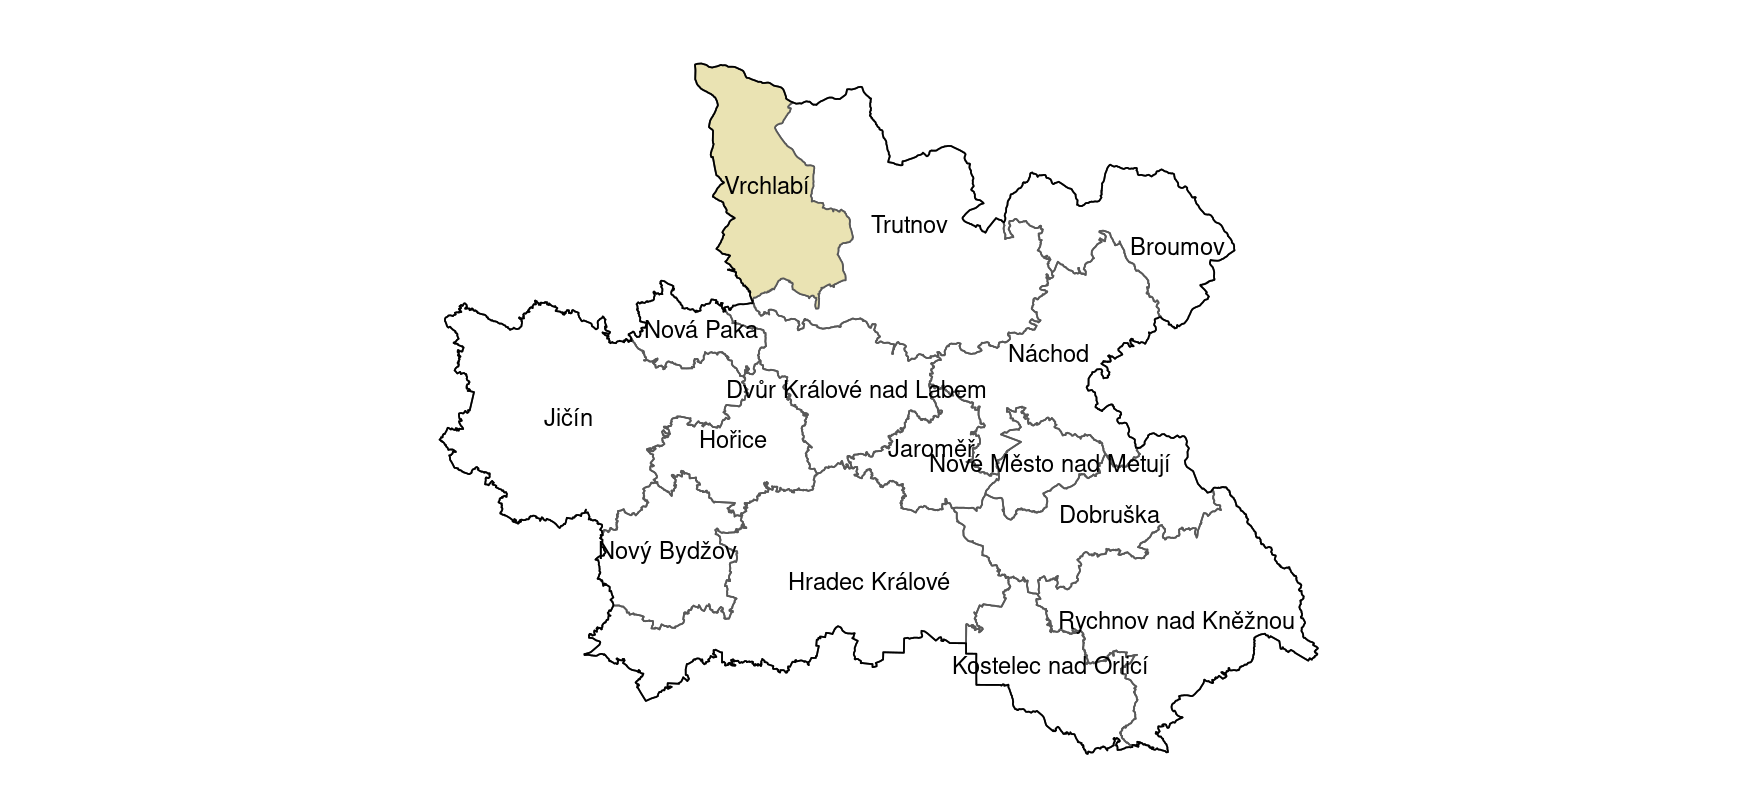 Vrchlabí
Trutnov
Broumov
Nová Paka
Náchod
Dvůr Králové nad Labem
Jičín
Hořice
Jaroměř
Nové Město nad Metují
Dobruška
Nový Bydžov
Hradec Králové
Rychnov nad Kněžnou
Kostelec nad Orlicí